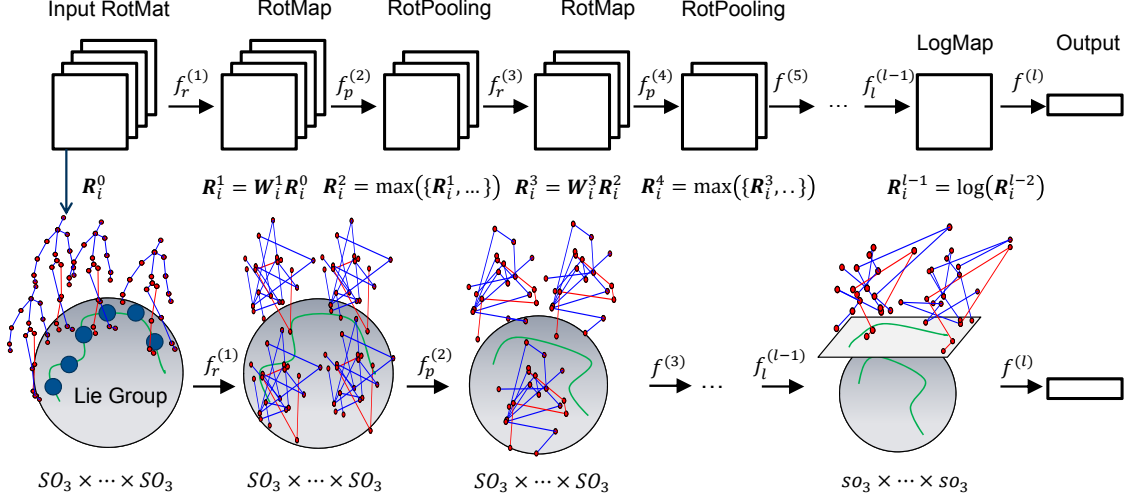 Input RotMat RotMap RotPooling RotMap RotPooling
LogMap Output
f_r^{(1)} f_p^{(2)} f_r^{(3)} f_p^{(4)} f^{(5)} ... f_l^{(l-1)} f^{(l)}
R_i^0 R_i^1 = W_i^1 R_i^0 R_i^2 = max({R_i^1, ...}) R_i^3 = W_i^3 R_i^2 R_i^4 = max({R_i^3, ..}) R_i^{l-1} = log(R_i^{l-2})
f_r^{(1)} f_p^{(2)} f^{(3)} ... f_l^{(l-1)} f^{(l)}
Lie Group
SO_3 × ⋯ × SO_3 SO_3 × ⋯ × SO_3 SO_3 × ⋯ × SO_3 so_3 × ⋯ × so_3